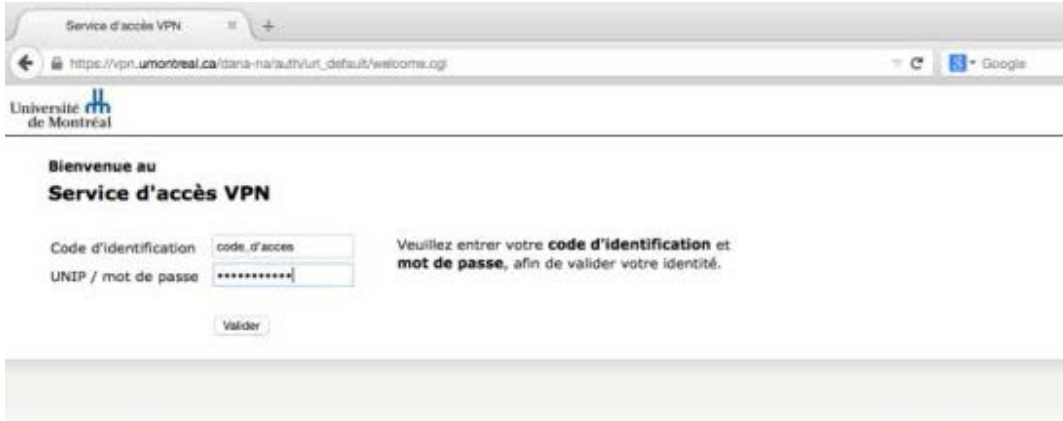 Service d'accès VPN
https://vpn.umontreal.ca/dana-na/auth/url_default/welcome.cgi
Google
Université
de Montréal
Bienvenue au
Service d'accès VPN
Code d'identification
code_d'acces
Veuillez entrer votre code d'identification et
mot de passe, afin de valider votre identité.
UNIP / mot de passe
•••••••••••
Valider